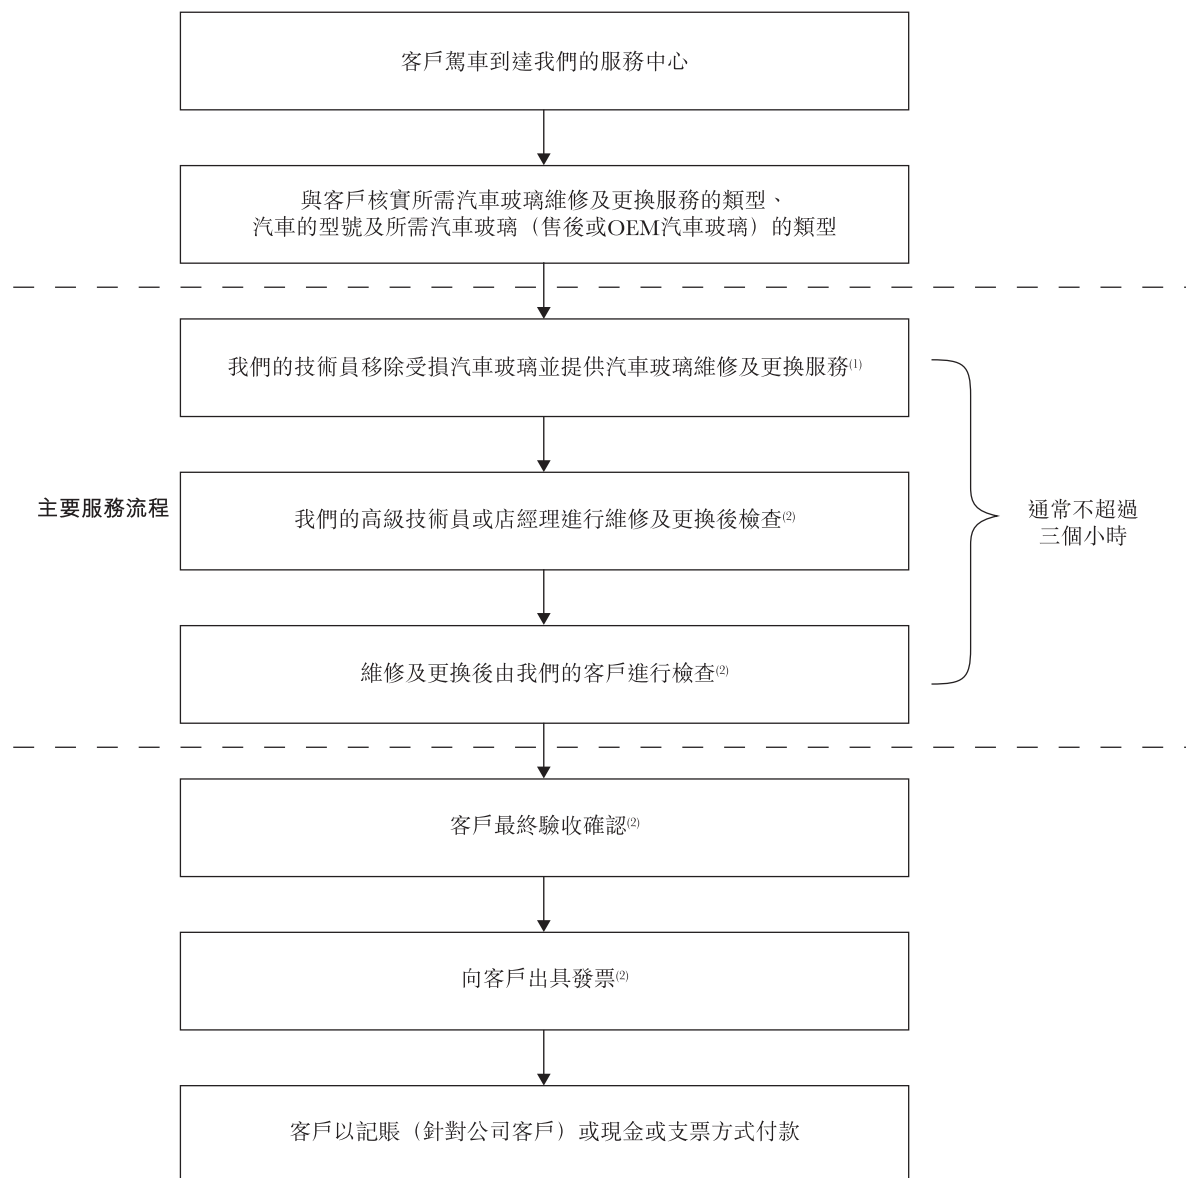 客戶駕車到達我們的服務中心
與客戶核實所需汽車玻璃維修及更換服務的類型、
汽車的型號及所需汽車玻璃（售後或OEM汽車玻璃）的類型
我們的技術員移除受損汽車玻璃並提供汽車玻璃維修及更換服務(1)
主要服務流程
我們的高級技術員或店經理進行維修及更換後檢查(2)
通常不超過
三個小時
維修及更換後由我們的客戶進行檢查(2)
客戶最終驗收確認(2)
向客戶出具發票(2)
客戶以記賬（針對公司客戶）或現金或支票方式付款